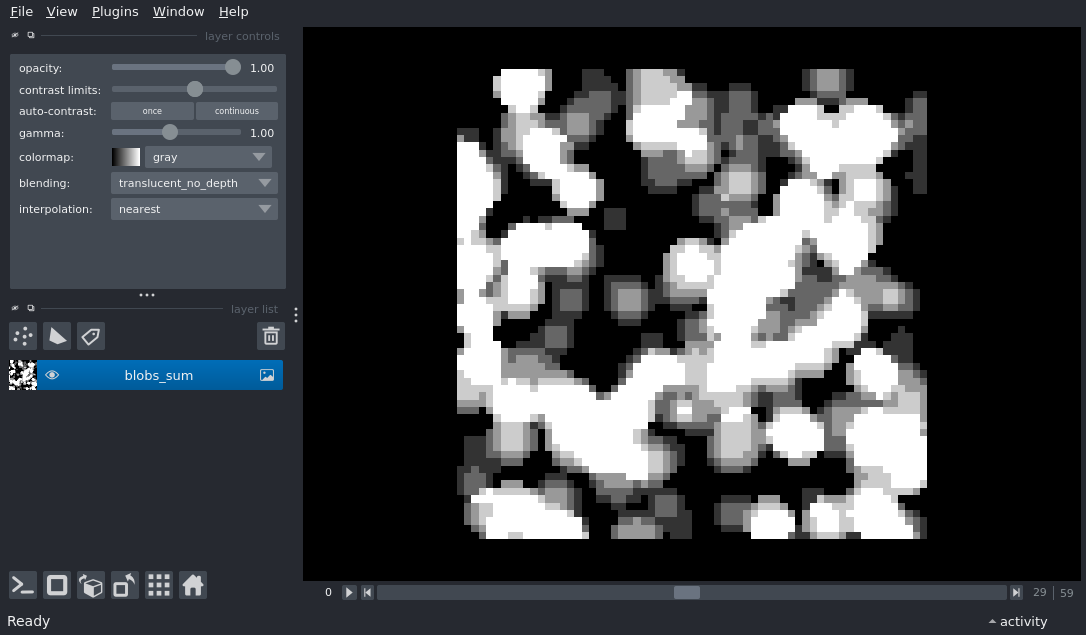 File View Plugins Window Help
layer controls
opacity: 1.00
contrast limits:
auto-contrast: once continuous
gamma: 1.00
colormap: gray
blending: translucent_no_depth
interpolation: nearest
layer list
blobs_sum
0 29 59
Ready activity